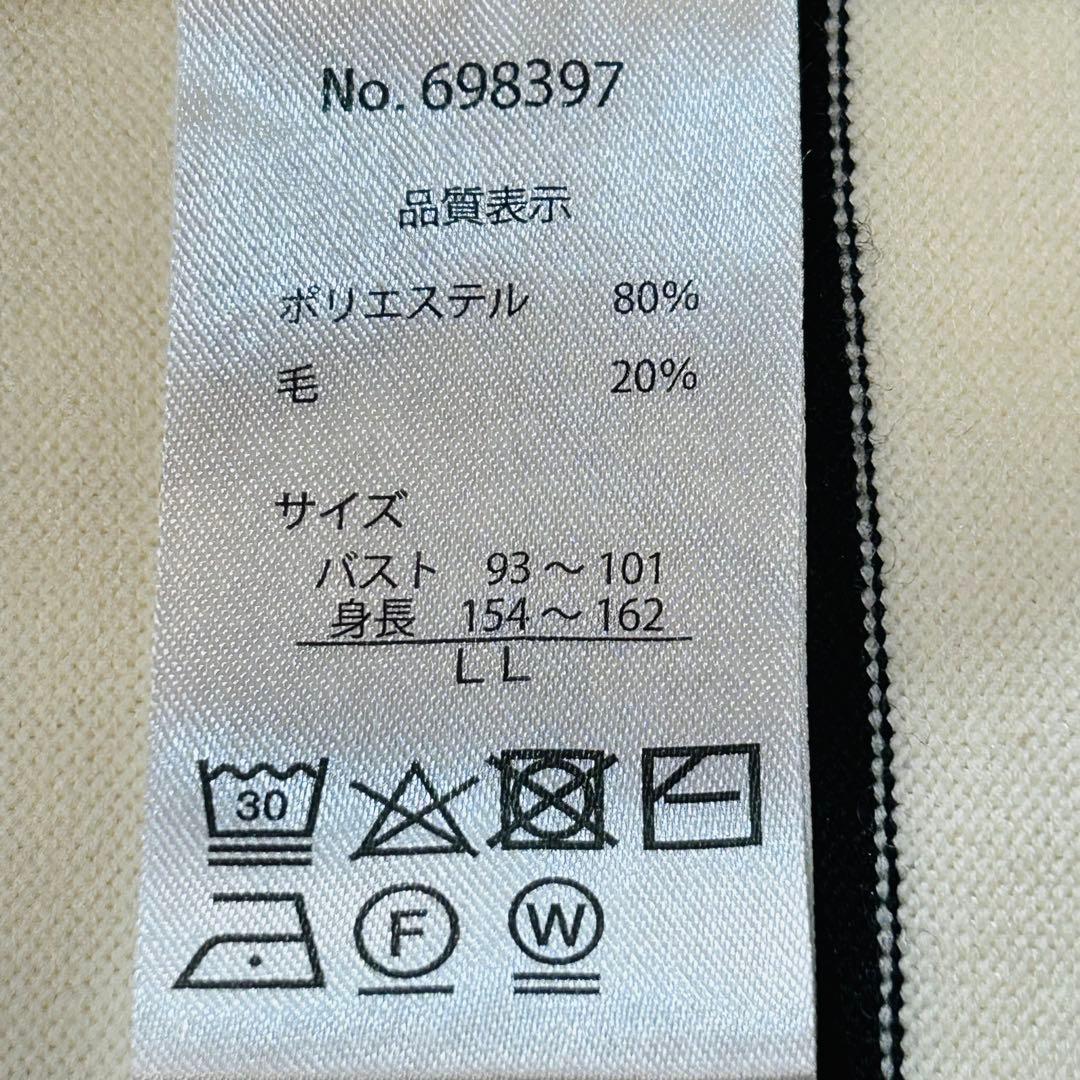 No. 698397
品質表示
ポリエステル 80%
毛 20%
サイズ
バスト 93～101
身長 154～162
LL
30
F
W